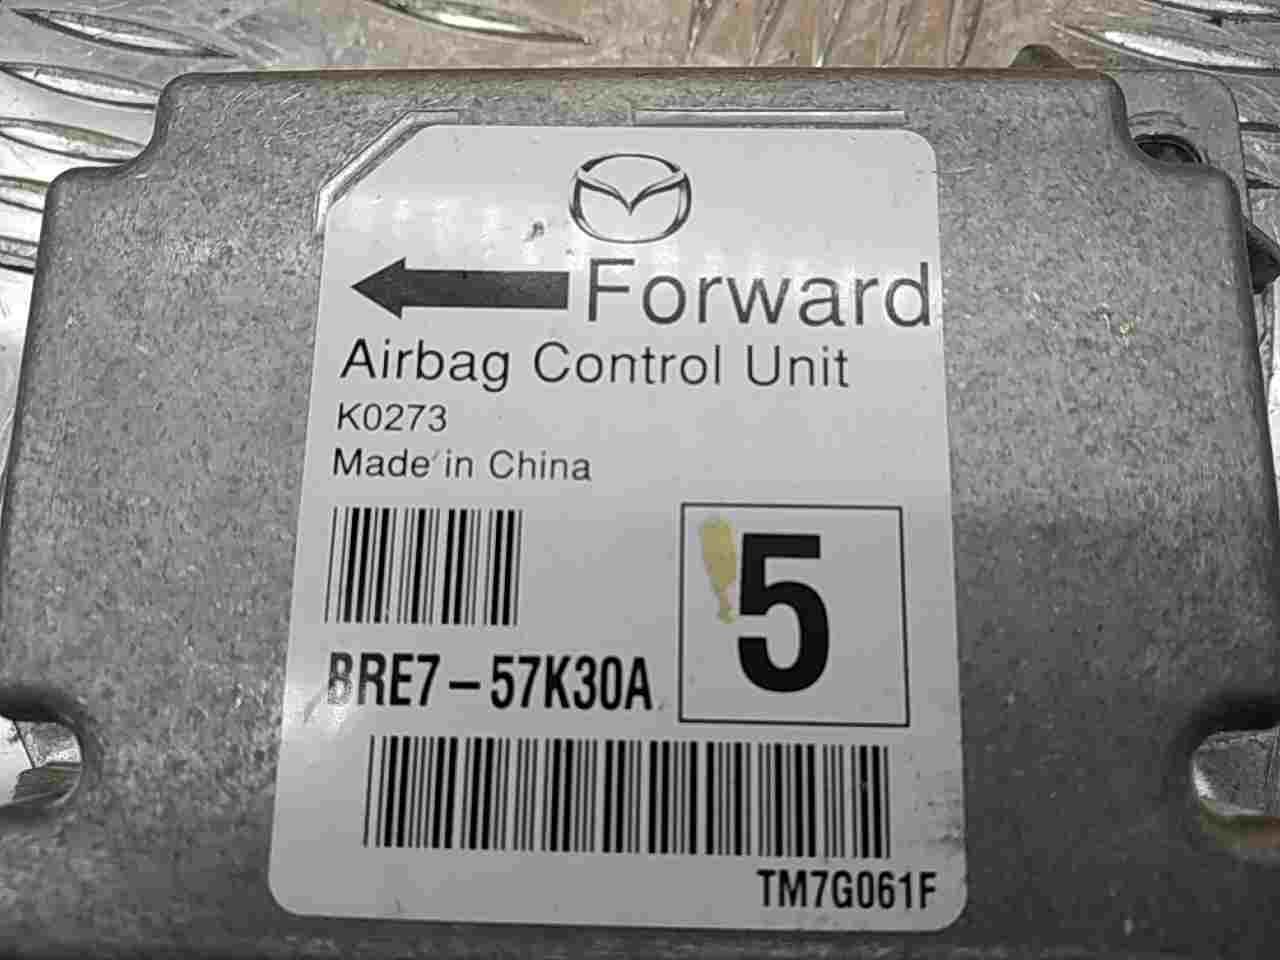 Forward
Airbag Control Unit
K0273
Made in China
5
BRE7-57K30A
TM7G061F